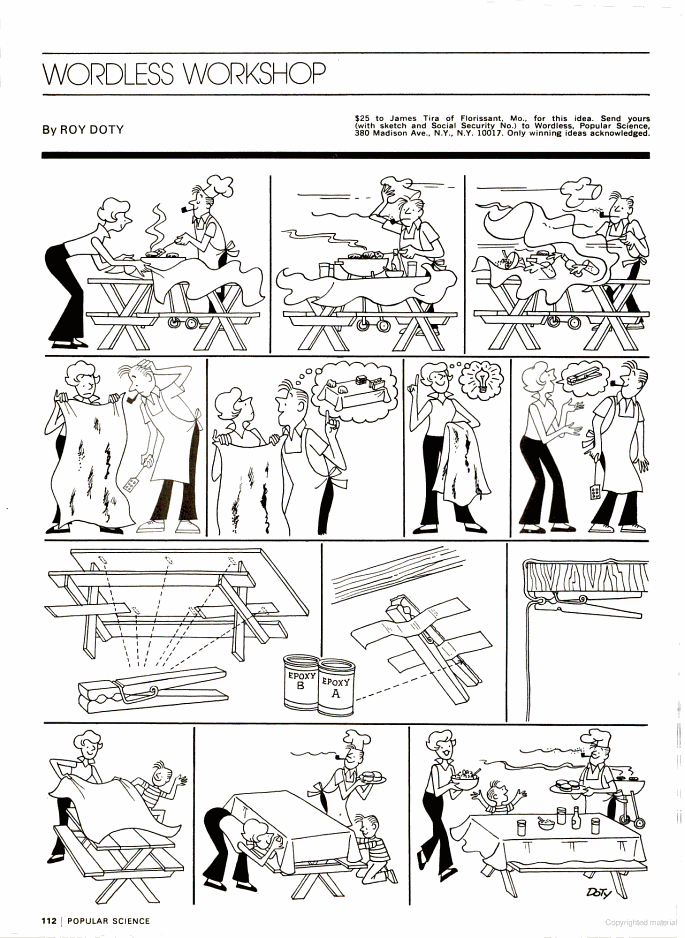 WORDLESS WORKSHOP
By ROY DOTY
$25 to James Tira of Florissant, Mo., for this idea. Send yours
(with sketch and Social Security No.) to Wordless, Popular Science,
380 Madison Ave., N.Y., N.Y. 10017. Only winning ideas acknowledged.
EPOXY
B
EPOXY
A
DOTY
112 | POPULAR SCIENCE
Copyrighted material